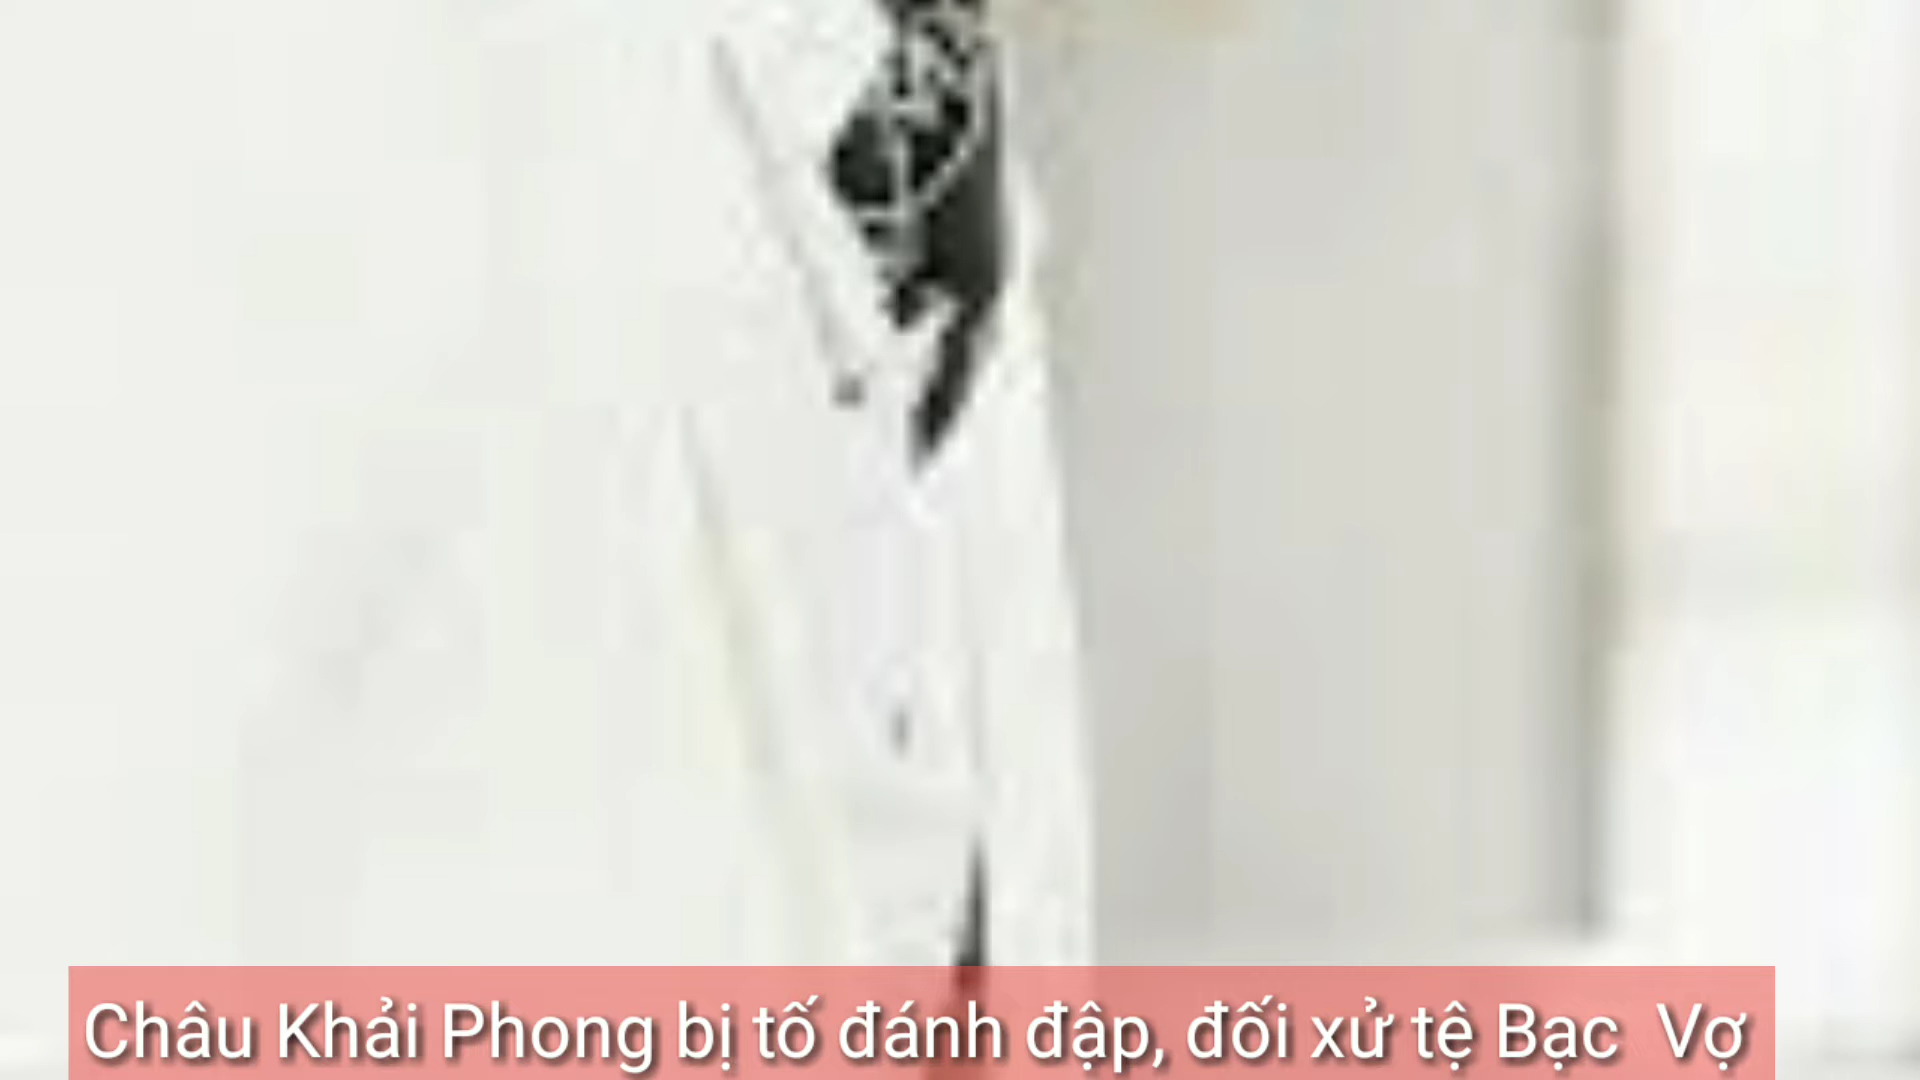 Châu Khải Phong bị tố đánh đập, đối xử tệ Bạc Vợ